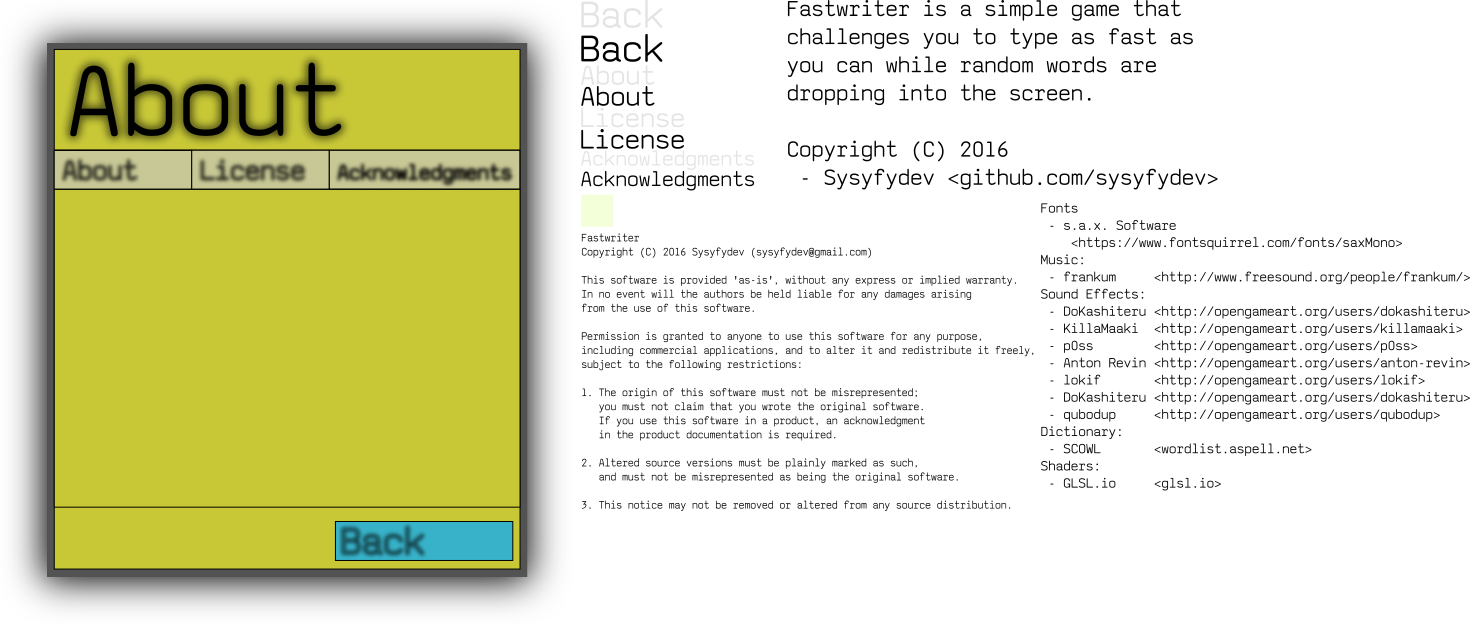 About
About License Acknowledgments
Back
Back
Back
About
About
License
License
Acknowledgments
Acknowledgments
Fastwriter is a simple game that
challenges you to type as fast as
you can while random words are
dropping into the screen.
Copyright (C) 2016
- Sysyfydev <github.com/sysyfydev>
Fastwriter
Copyright (C) 2016 Sysyfydev (sysyfydev@gmail.com)
This software is provided 'as-is', without any express or implied warranty.
In no event will the authors be held liable for any damages arising
from the use of this software.
Permission is granted to anyone to use this software for any purpose,
including commercial applications, and to alter it and redistribute it freely,
subject to the following restrictions:
1. The origin of this software must not be misrepresented;
you must not claim that you wrote the original software.
If you use this software in a product, an acknowledgment
in the product documentation is required.
2. Altered source versions must be plainly marked as such,
and must not be misrepresented as being the original software.
3. This notice may not be removed or altered from any source distribution.
Fonts
- s.a.x. Software
<https://www.fontsquirrel.com/fonts/saxMono>
Music:
- frankum <http://www.freesound.org/people/frankum/>
Sound Effects:
- DoKashiteru <http://opengameart.org/users/dokashiteru>
- KillaMaaki <http://opengameart.org/users/killamaaki>
- p0ss <http://opengameart.org/users/p0ss>
- Anton Revin <http://opengameart.org/users/anton-revin>
- lokif <http://opengameart.org/users/lokif>
- DoKashiteru <http://opengameart.org/users/dokashiteru>
- qubodup <http://opengameart.org/users/qubodup>
Dictionary:
- SCOWL <wordlist.aspell.net>
Shaders:
- GLSL.io <glsl.io>